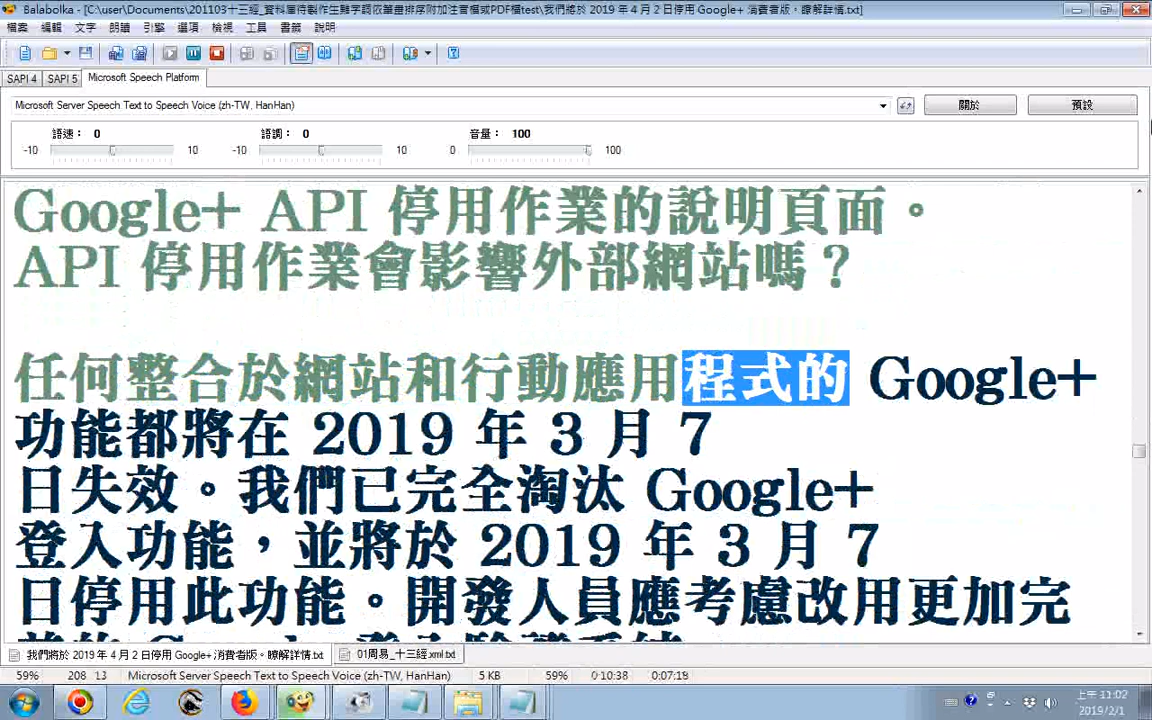 Balabolka - [C:\user\Documents\201103十三經_資料庫待製作生難字詞依筆畫排序附加注音檔或PDF檔test\我們將於 2019 年 4 月 2 日停用 Google+ 消費者版。瞭解詳情.txt]
檔案 編輯 文字 朗讀 引擎 選項 檢視 工具 書籤 說明
SAPI 4 SAPI 5 Microsoft Speech Platform
Microsoft Server Speech Text to Speech Voice (zh-TW, HanHan) 關於 預設
語速： 0 語調： 0 音量： 100
-10 10 -10 10 0 100
Google+ API 停用作業的說明頁面。
API 停用作業會影響外部網站嗎？
任何整合於網站和行動應用程式的 Google+
功能都將在 2019 年 3 月 7
日失效。我們已完全淘汰 Google+
登入功能，並將於 2019 年 3 月 7
日停用此功能。開發人員應考慮改用更加完
我們將於 2019 年 4 月 2 日停用 Google+ 消費者版。瞭解詳情.txt 01周易_十三經.xml.txt
59% 208 13 Microsoft Server Speech Text to Speech Voice (zh-TW, HanHan) 5 KB 59% 0:10:38 0:07:18
上午 11:02
2019/2/1